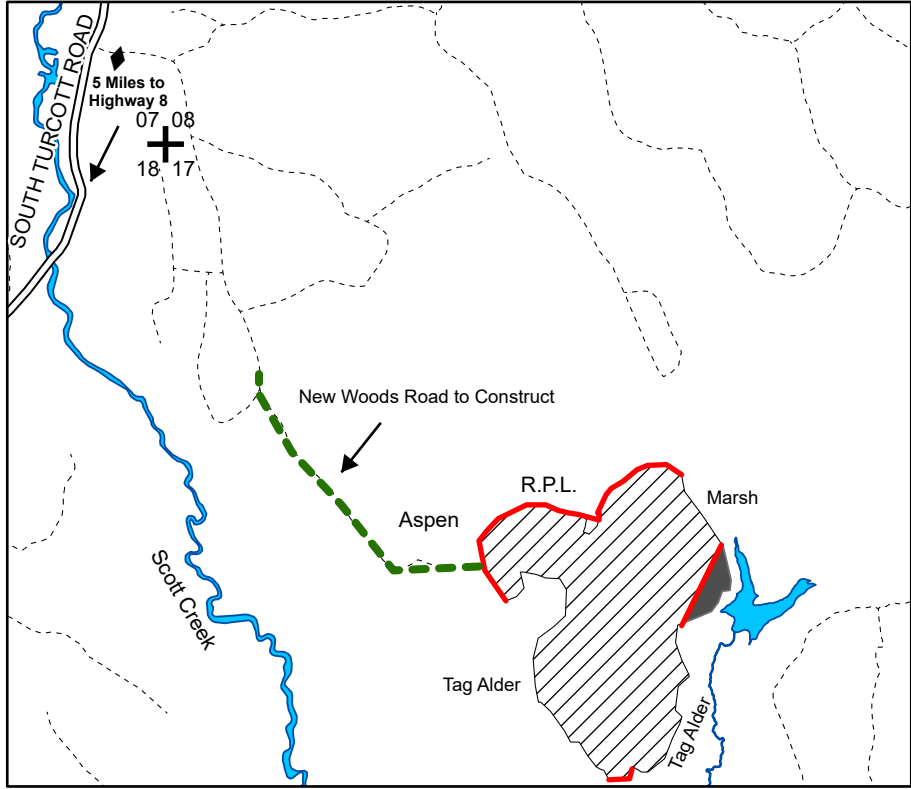 SOUTH TURCOTT ROAD
5 Miles to
Highway 8
07 08
18 17
New Woods Road to Construct
R.P.L.
Marsh
Aspen
Scott Creek
Tag Alder
Tag Alder